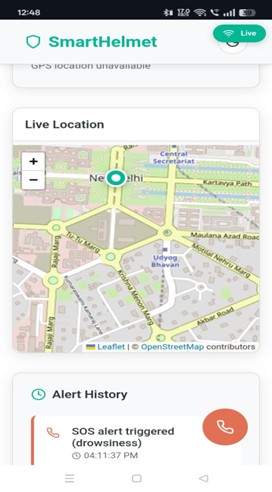 12:48
SmartHelmet
Live
GPS location unavailable
Live Location
+
−
Central
Secretariat
Kartavya Path
Rajaji Marg
Maulana Azad Road
Motilal Nehru Marg
Udyog
Bhavan
Krishna Menon Marg
Rajaji Marg
Akbar Road
Leaflet | © OpenStreetMap contributors
Alert History
SOS alert triggered
(drowsiness)
04:11:37 PM